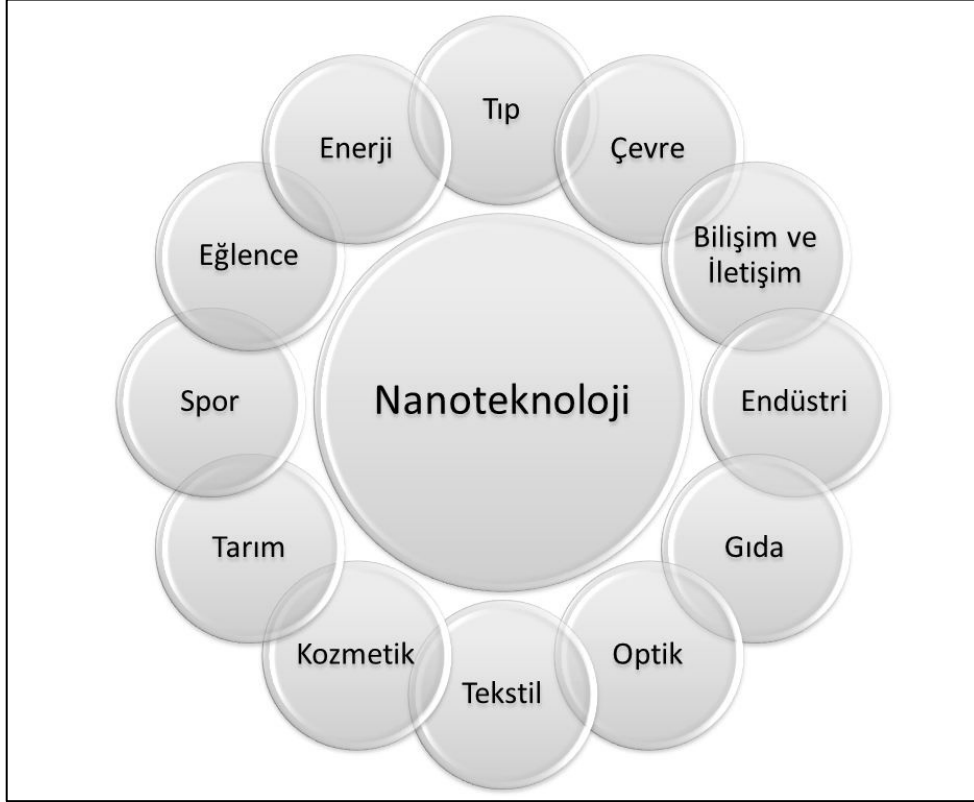 Tıp
Çevre
Bilişim ve
İletişim
Endüstri
Gıda
Optik
Tekstil
Kozmetik
Tarım
Spor
Eğlence
Enerji
Nanoteknoloji